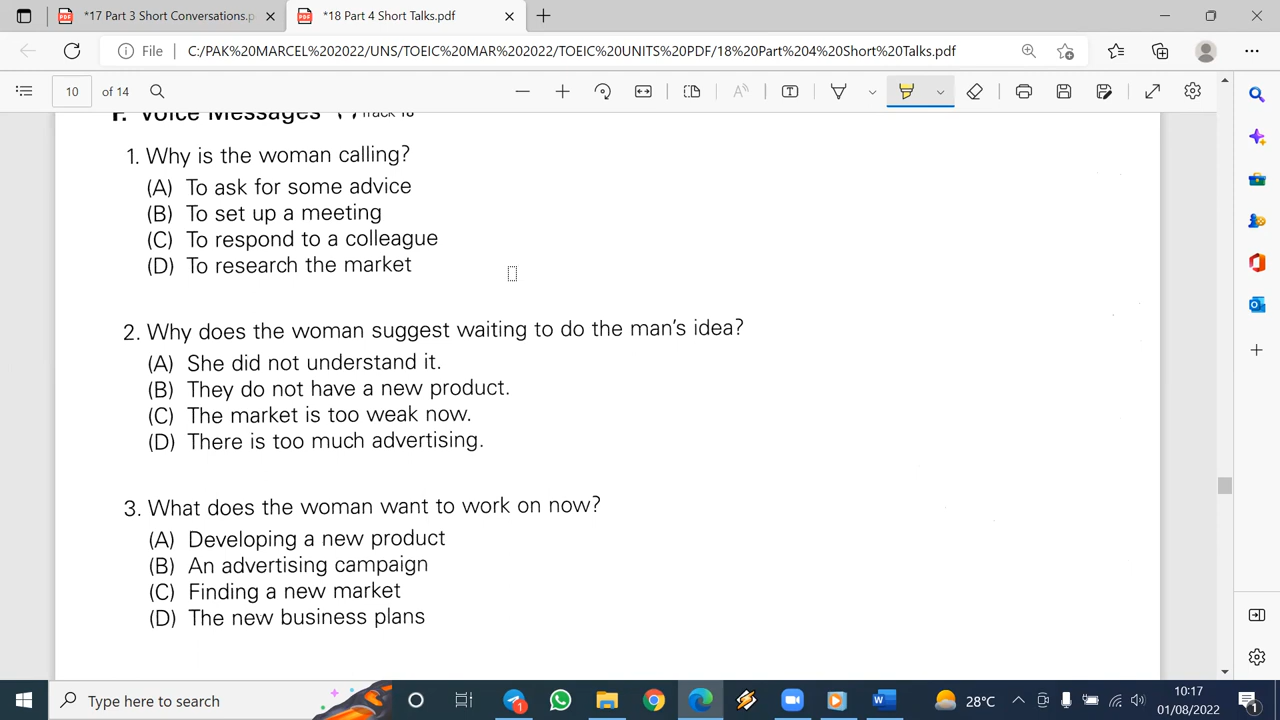 *17 Part 3 Short Conversations.p
*18 Part 4 Short Talks.pdf
File
C:/PAK%20MARCEL%202022/UNS/TOEIC%20MAR%202022/TOEIC%20UNITS%20PDF/18%20Part%204%20Short%20Talks.pdf
10 of 14
F. Voice Messages Track 18
1. Why is the woman calling?
(A) To ask for some advice
(B) To set up a meeting
(C) To respond to a colleague
(D) To research the market
2. Why does the woman suggest waiting to do the man's idea?
(A) She did not understand it.
(B) They do not have a new product.
(C) The market is too weak now.
(D) There is too much advertising.
3. What does the woman want to work on now?
(A) Developing a new product
(B) An advertising campaign
(C) Finding a new market
(D) The new business plans
Type here to search
28°C
10:17
01/08/2022